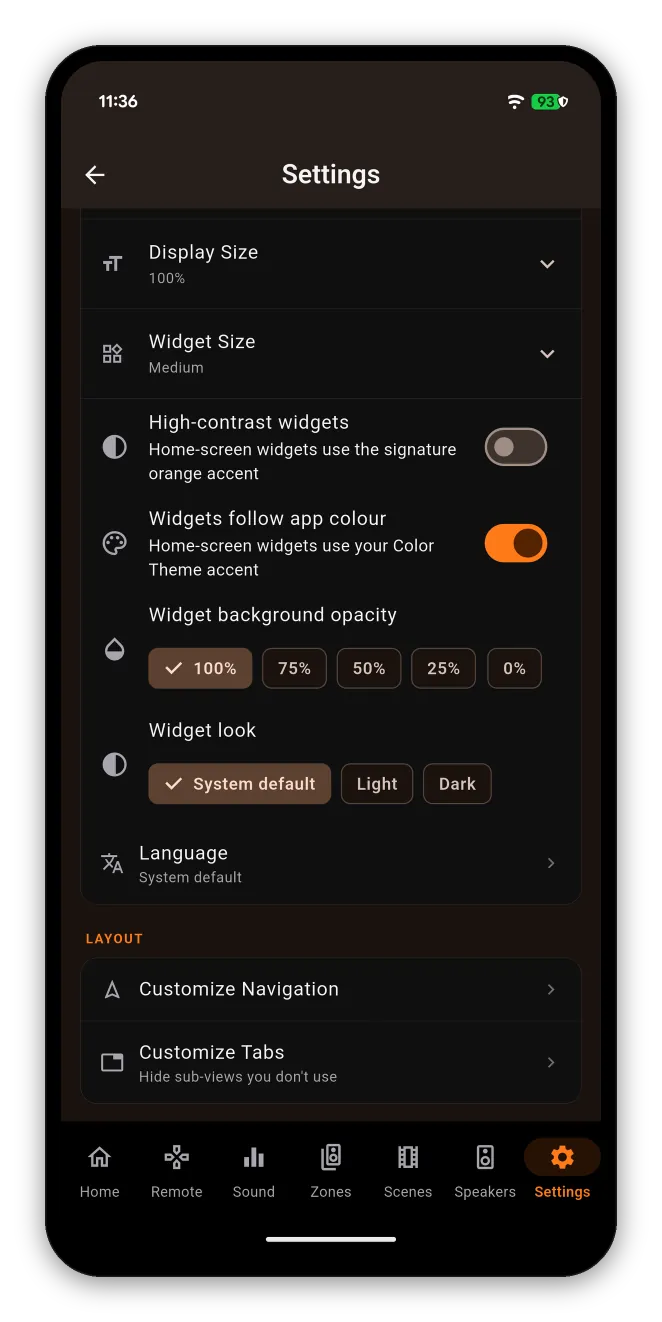 11:36
93
Settings
Display Size
100%
Widget Size
Medium
High-contrast widgets
Home-screen widgets use the signature
orange accent
Widgets follow app colour
Home-screen widgets use your Color
Theme accent
Widget background opacity
100% 75% 50% 25% 0%
Widget look
System default Light Dark
Language
System default
LAYOUT
Customize Navigation
Customize Tabs
Hide sub-views you don't use
Home Remote Sound Zones Scenes Speakers Settings